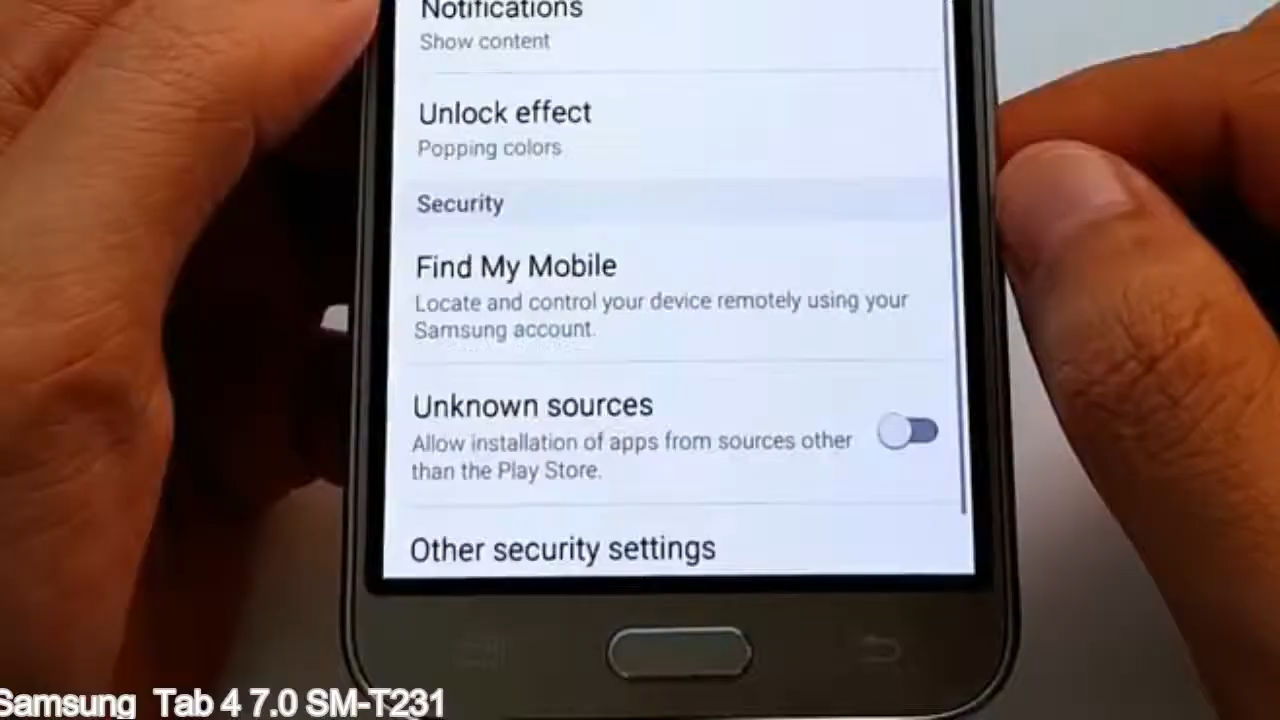 Notifications
Show content
Unlock effect
Popping colors
Security
Find My Mobile
Locate and control your device remotely using your
Samsung account.
Unknown sources
Allow installation of apps from sources other
than the Play Store.
Other security settings
Samsung Tab 4 7.0 SM-T231